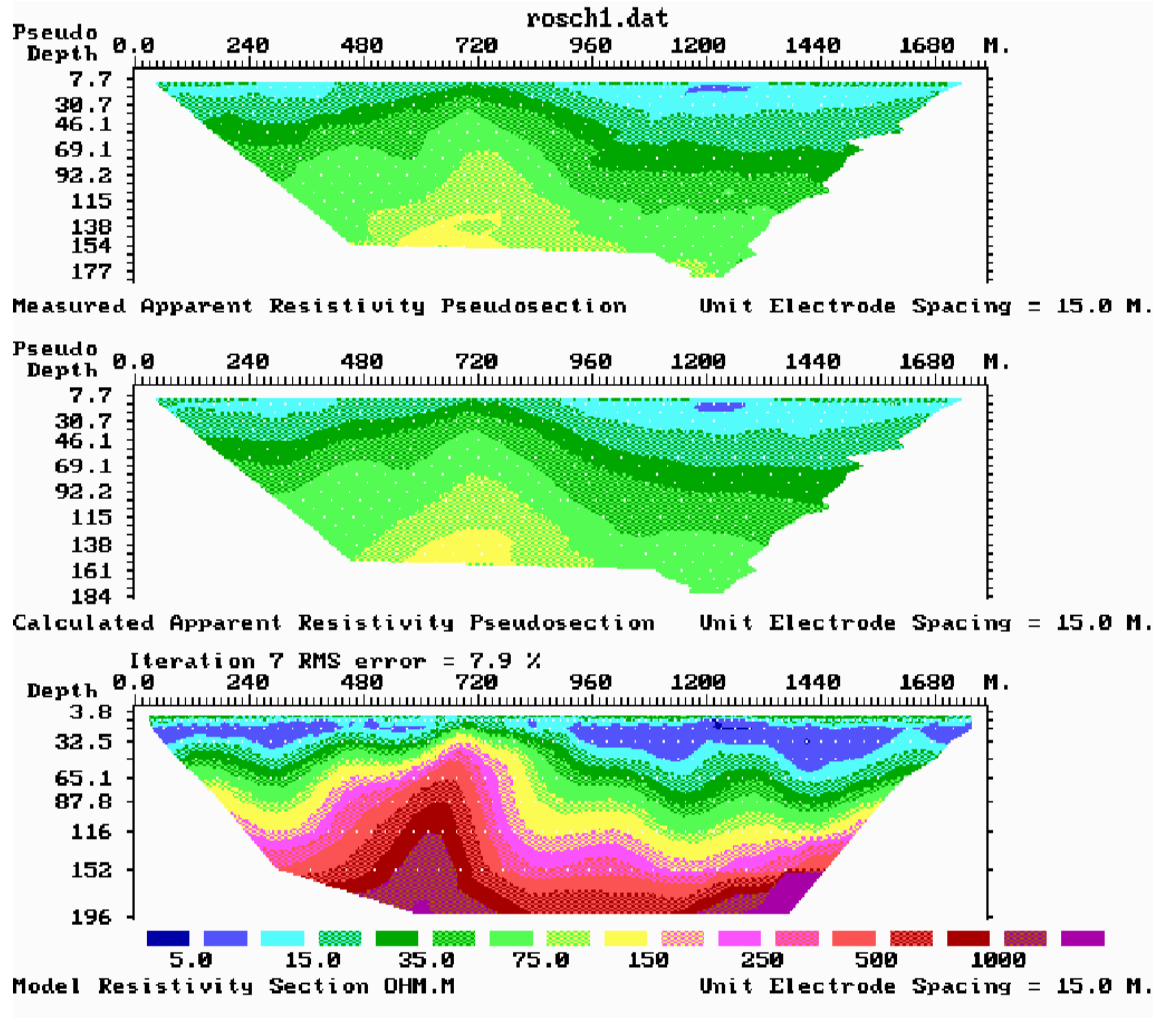 rosch1.dat
Pseudo
Depth 0.0 240 480 720 960 1200 1440 1680 M.
7.7
30.7
46.1
69.1
92.2
115
138
154
177
Measured Apparent Resistivity Pseudosection Unit Electrode Spacing = 15.0 M.
Pseudo
Depth 0.0 240 480 720 960 1200 1440 1680 M.
7.7
30.7
46.1
69.1
92.2
115
138
161
184
Calculated Apparent Resistivity Pseudosection Unit Electrode Spacing = 15.0 M.
Iteration 7 RMS error = 7.9 %
Depth 0.0 240 480 720 960 1200 1440 1680 M.
3.8
32.5
65.1
87.8
116
152
196
5.0 15.0 35.0 75.0 150 250 500 1000
Model Resistivity Section OHM.M Unit Electrode Spacing = 15.0 M.